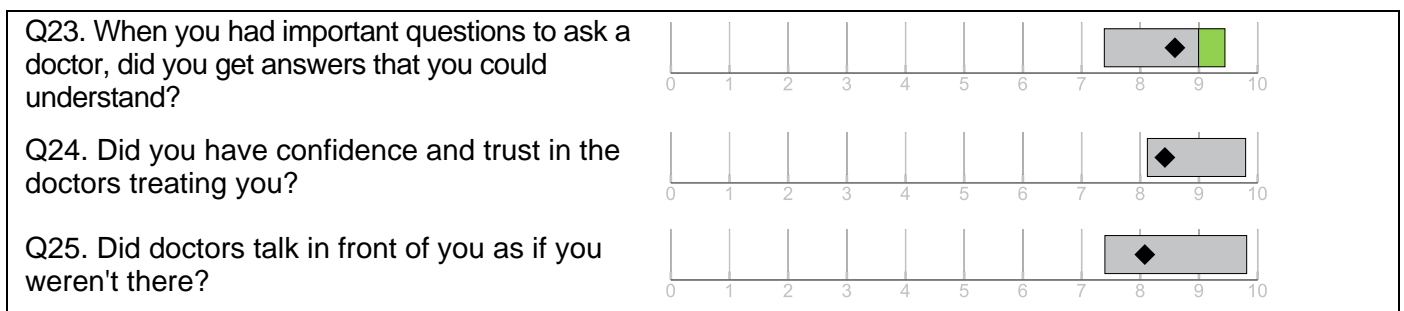 Q23. When you had important questions to ask a
doctor, did you get answers that you could
understand?
0 1 2 3 4 5 6 7 8 9 10
Q24. Did you have confidence and trust in the
doctors treating you?
0 1 2 3 4 5 6 7 8 9 10
Q25. Did doctors talk in front of you as if you
weren't there?
0 1 2 3 4 5 6 7 8 9 10